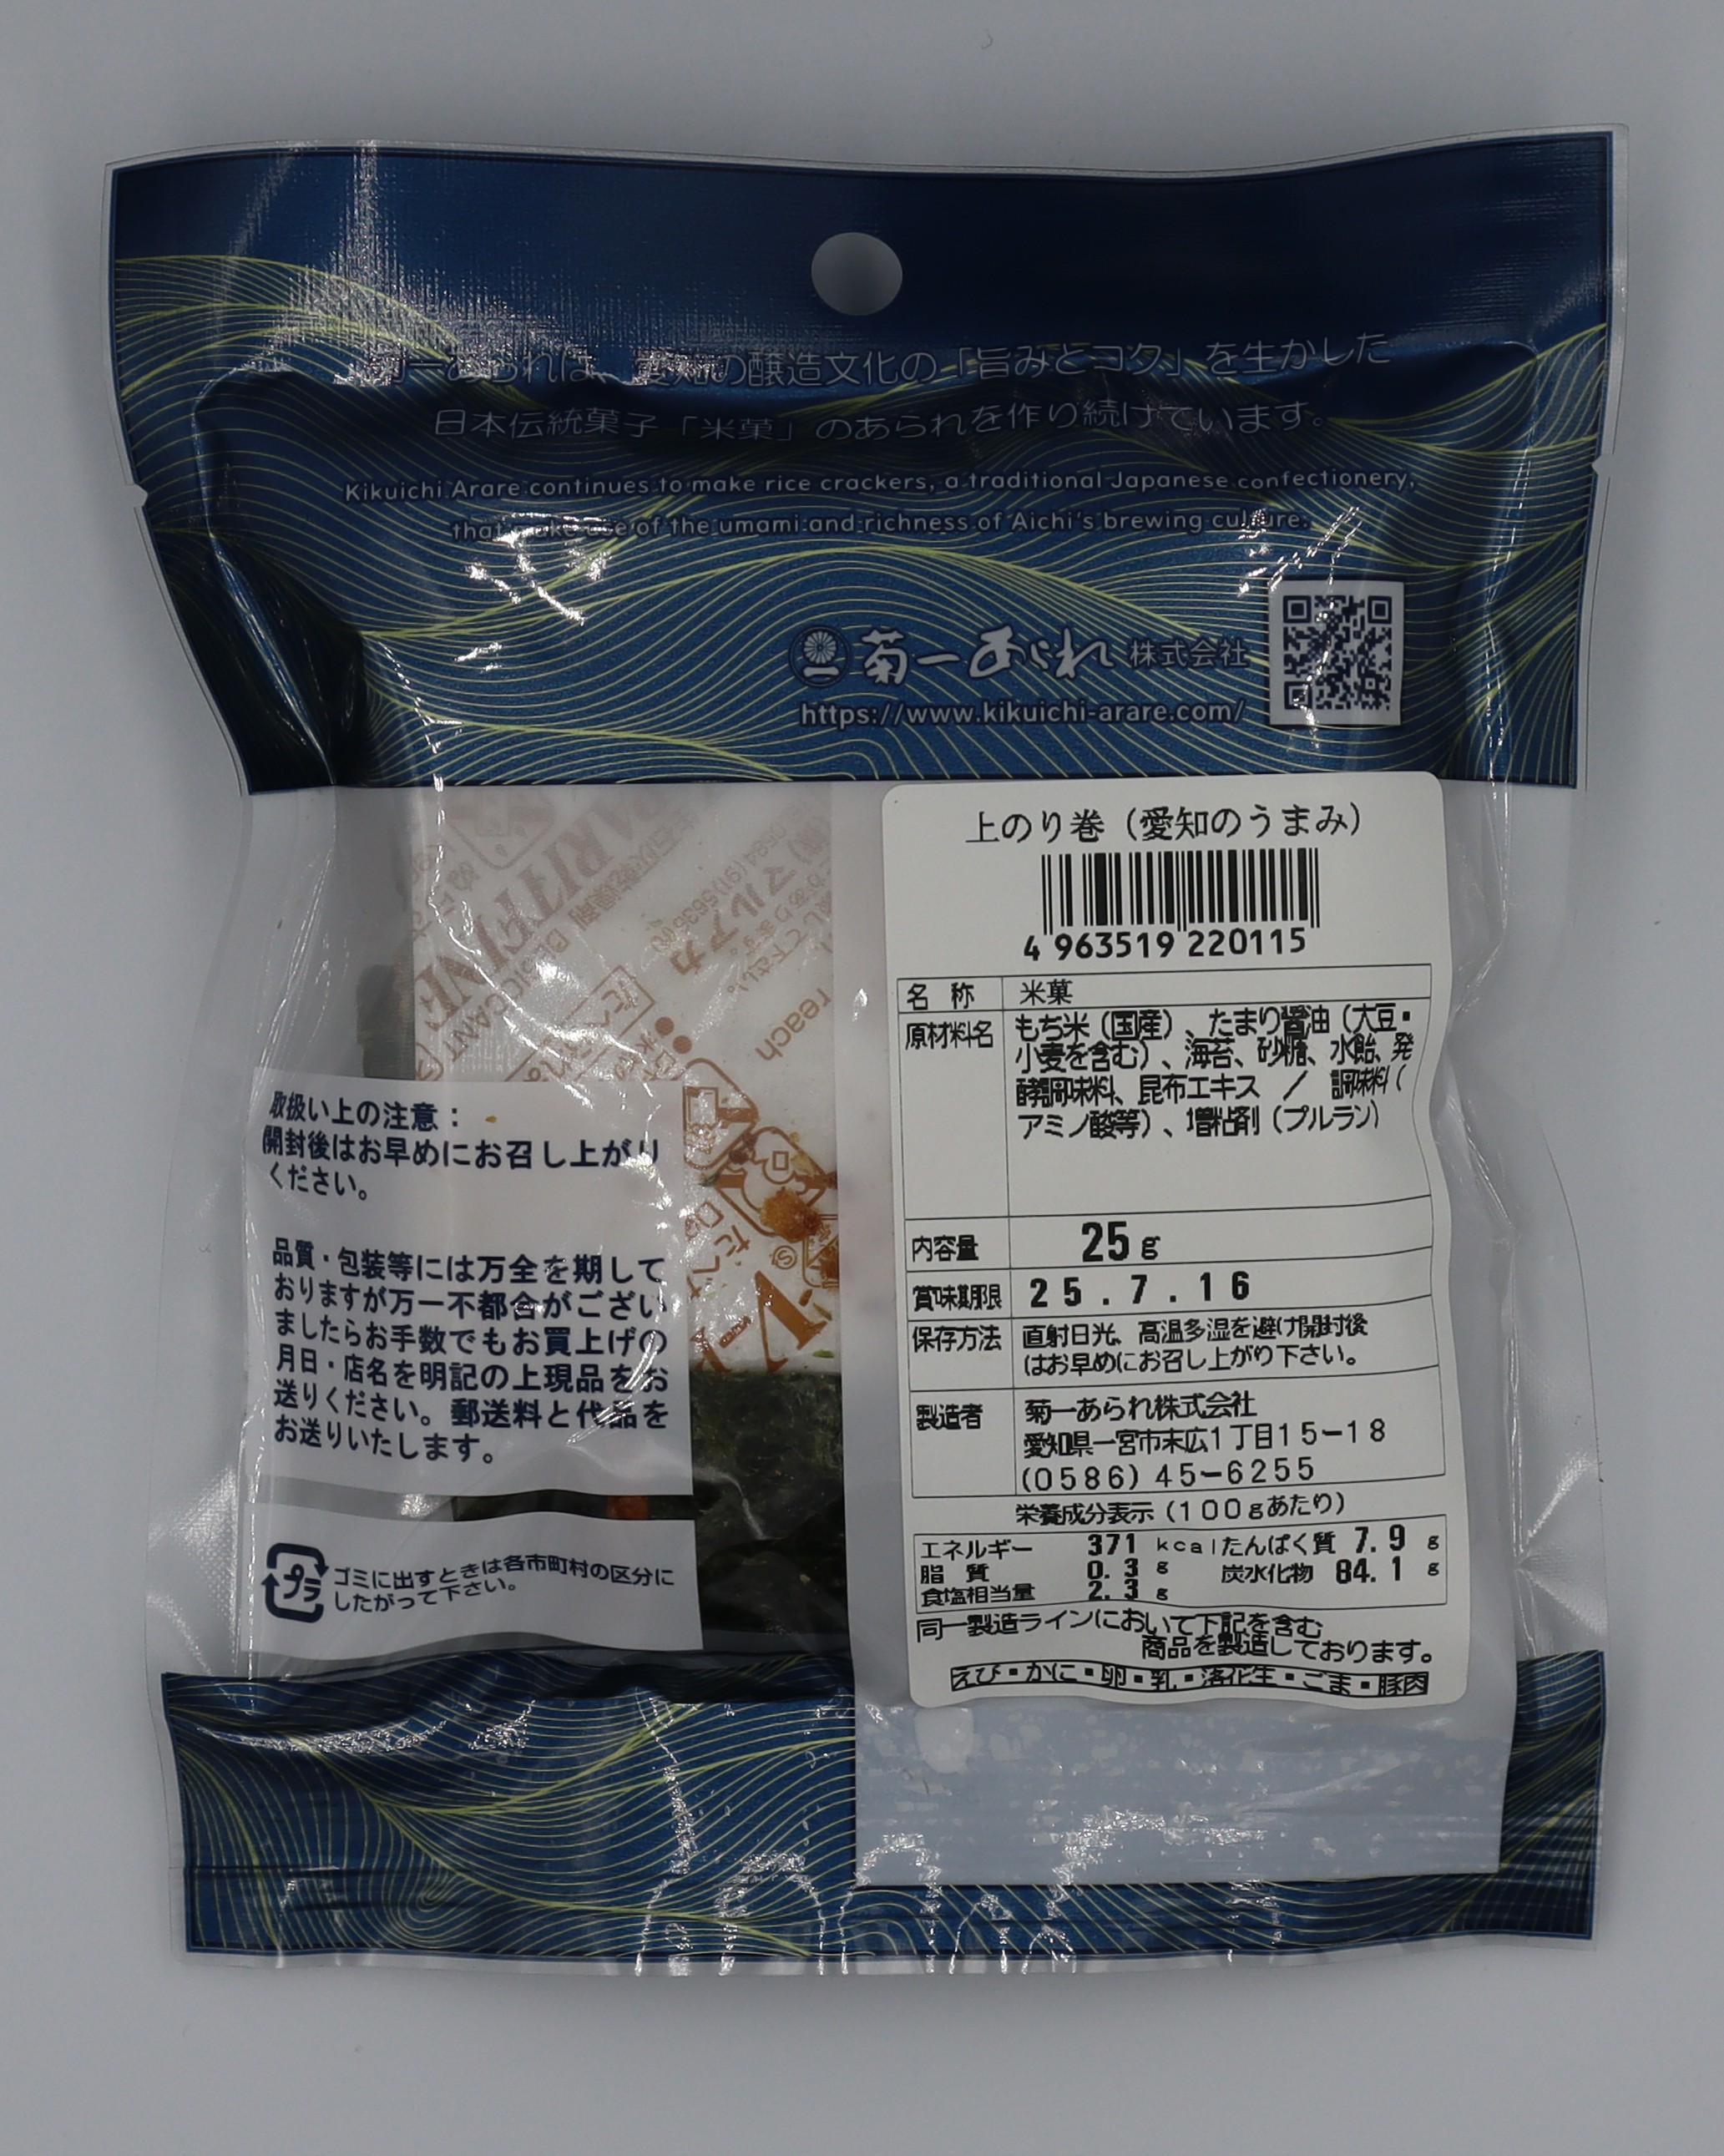 菊一あられは、愛知の醸造文化の「旨みとコク」を生かした
日本伝統菓子「米菓」のあられを作り続けています。
Kikuichi Arare continues to make rice crackers, a traditional Japanese confectionery,
that make use of the umami and richness of Aichi's brewing culture.
菊一あられ株式会社
https://www.kikuichi-arare.com/
上のり巻（愛知のうまみ）
4 963519 220115
名称 米菓
原材料名 もち米（国産）、たまり醤油（大豆・
小麦を含む）、海苔、砂糖、水飴、発
酵調味料、昆布エキス ／ 調味料（
アミノ酸等）、増粘剤（プルラン）
内容量 25g
賞味期限 25.7.16
保存方法 直射日光、高温多湿を避け開封後
はお早めにお召し上がり下さい。
製造者 菊一あられ株式会社
愛知県一宮市末広1丁目15-18
(0586)45-6255
栄養成分表示（100gあたり）
エネルギー 371 kcal たんぱく質 7.9 g
脂質 0.3 g 炭水化物 84.1 g
食塩相当量 2.3 g
同一製造ラインにおいて下記を含む
商品を製造しております。
えび・かに・卵・乳・落花生・ごま・豚肉
取扱い上の注意：
開封後はお早めにお召し上がり
ください。
品質・包装等には万全を期して
おりますが万一不都合がござい
ましたらお手数でもお買上げの
月日・店名を明記の上現品をお
送りください。郵送料と代品を
お送りいたします。
プラ
ゴミに出すときは各市町村の区分に
したがって下さい。
DESICCANT
マルアカ
reach